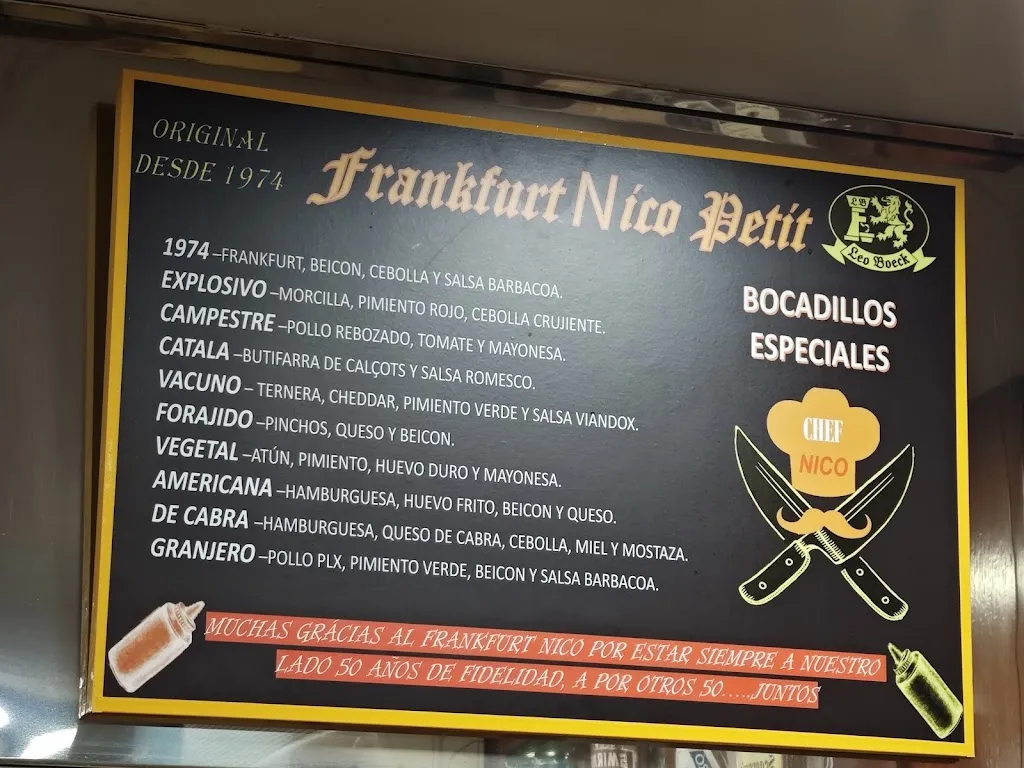 ORIGINAL
DESDE 1974
Frankfurt Nico Petit
LB
Leo Boeck
BOCADILLOS
ESPECIALES
1974 –FRANKFURT, BEICON, CEBOLLA Y SALSA BARBACOA.
EXPLOSIVO –MORCILLA, PIMIENTO ROJO, CEBOLLA CRUJIENTE.
CAMPESTRE –POLLO REBOZADO, TOMATE Y MAYONESA.
CATALA –BUTIFARRA DE CALÇOTS Y SALSA ROMESCO.
VACUNO – TERNERA, CHEDDAR, PIMIENTO VERDE Y SALSA VIANDOX.
FORAJIDO –PINCHOS, QUESO Y BEICON.
VEGETAL –ATÚN, PIMIENTO, HUEVO DURO Y MAYONESA.
AMERICANA –HAMBURGUESA, HUEVO FRITO, BEICON Y QUESO.
DE CABRA –HAMBURGUESA, QUESO DE CABRA, CEBOLLA, MIEL Y MOSTAZA.
GRANJERO –POLLO PLX, PIMIENTO VERDE, BEICON Y SALSA BARBACOA.
CHEF
NICO
MUCHAS GRÁCIAS AL FRANKFURT NICO POR ESTAR SIEMPRE A NUESTRO
LADO 50 AÑOS DE FIDELIDAD, A POR OTROS 50.....JUNTOS